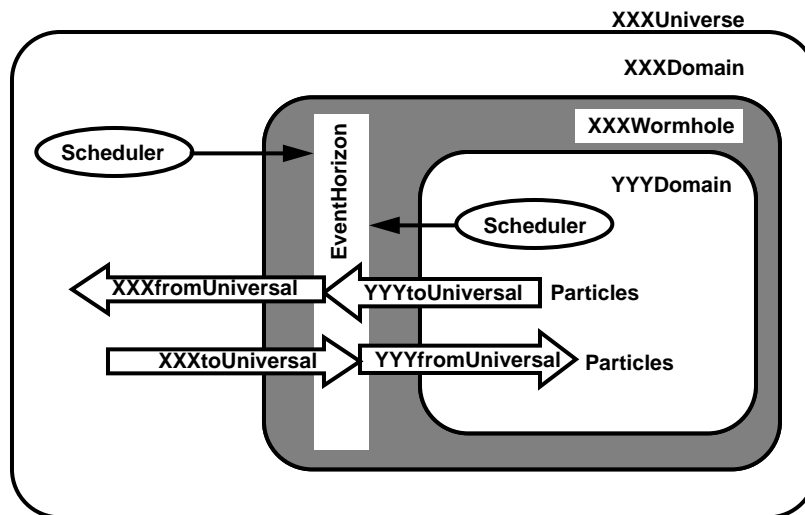 XXXUniverse
XXXDomain
XXXWormhole
Scheduler
EventHorizon
YYYDomain
Scheduler
XXXfromUniversal
YYYtoUniversal
Particles
XXXtoUniversal
YYYfromUniversal
Particles